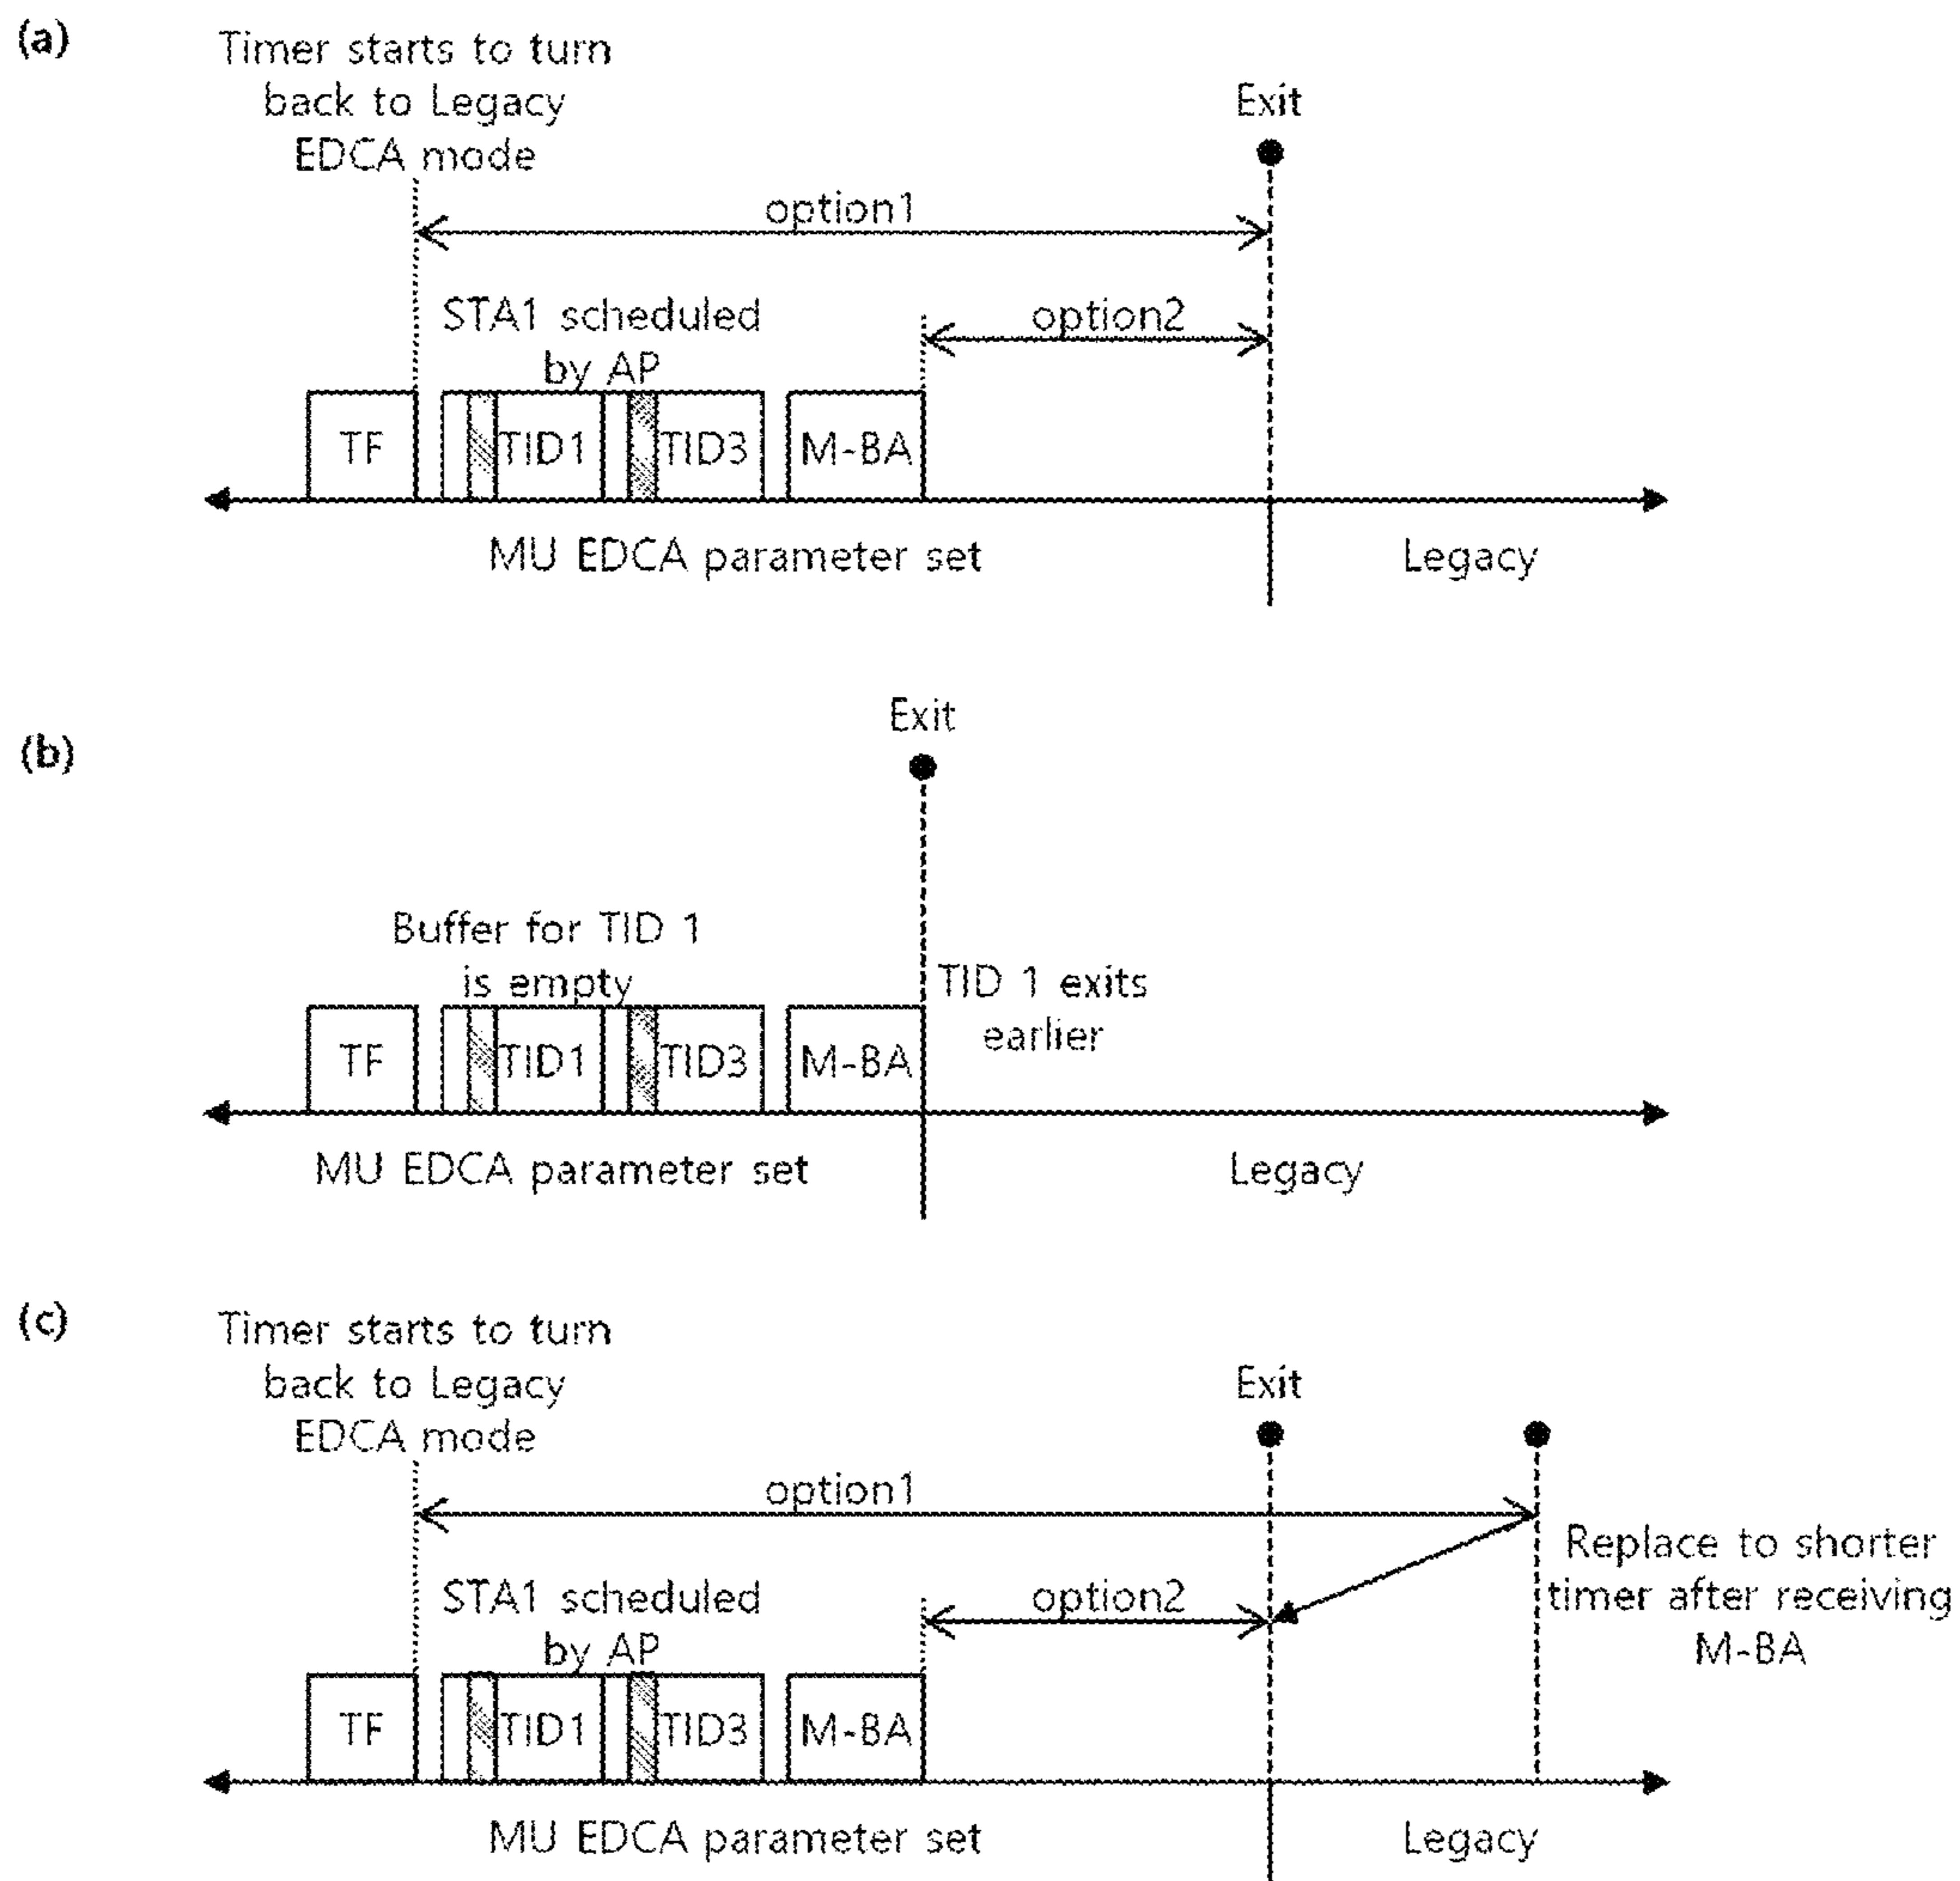 (a)
Timer starts to turn
back to Legacy
EDCA mode
Exit
option1
STA1 scheduled
by AP
option2
TF
TID1
TID3
M-BA
MU EDCA parameter set
Legacy
(b)
Exit
Buffer for TID 1
is empty
TID 1 exits
earlier
TF
TID1
TID3
M-BA
MU EDCA parameter set
Legacy
(c)
Timer starts to turn
back to Legacy
EDCA mode
Exit
option1
Replace to shorter
timer after receiving
M-BA
STA1 scheduled
by AP
option2
TF
TID1
TID3
M-BA
MU EDCA parameter set
Legacy